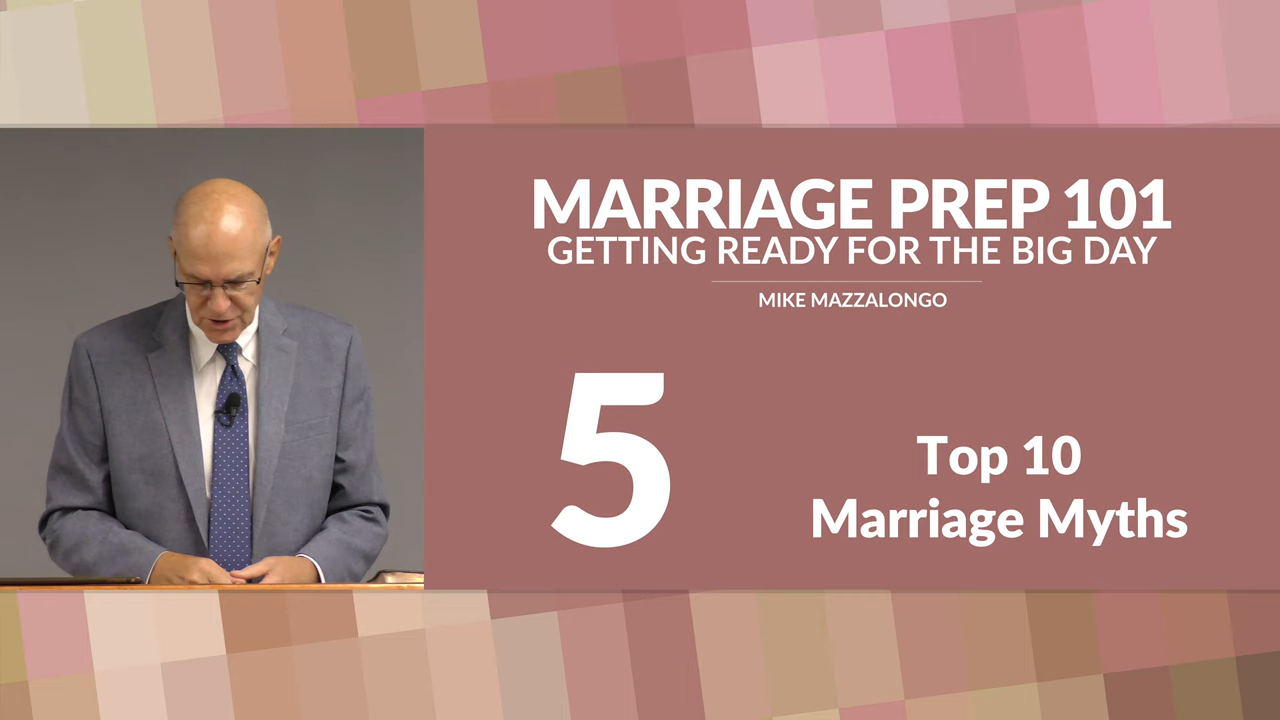 MARRIAGE PREP 101
GETTING READY FOR THE BIG DAY
MIKE MAZZALONGO
5
Top 10
Marriage Myths